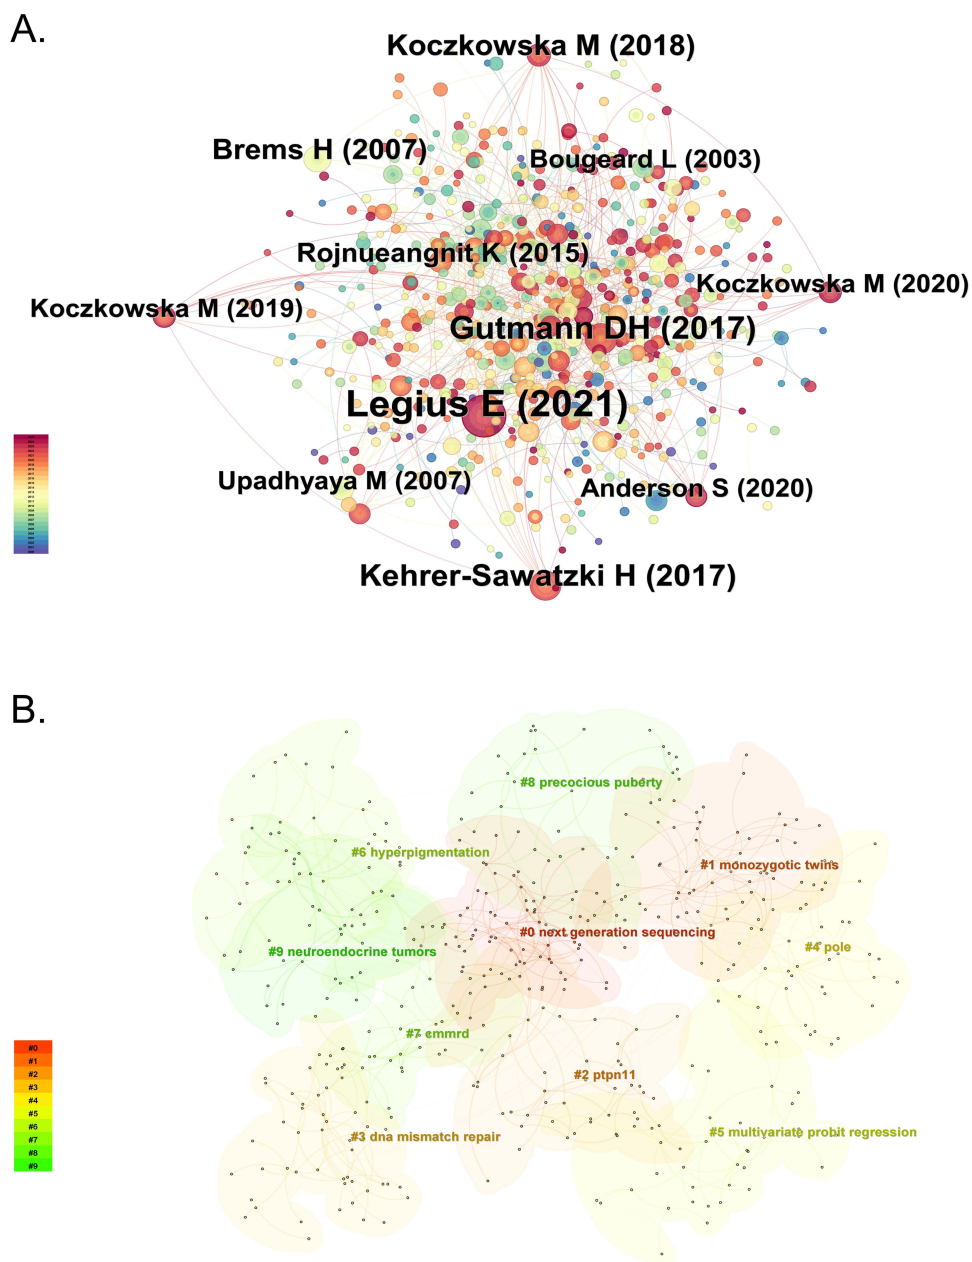 A.
Koczkowska M (2018)
Brems H (2007)
Bougeard L (2003)
Rojnueangnit K (2015)
Koczkowska M (2020)
Koczkowska M (2019)
Gutmann DH (2017)
Legius E (2021)
Upadhyaya M (2007)
Anderson S (2020)
Kehrer-Sawatzki H (2017)
B.
#8 precocious puberty
#6 hyperpigmentation
#1 monozygotic twins
#0 next generation sequencing
#4 pole
#9 neuroendocrine tumors
#7 cmmrd
#2 ptpn11
#3 dna mismatch repair
#5 multivariate probit regression
#0
#1
#2
#3
#4
#5
#6
#7
#8
#9